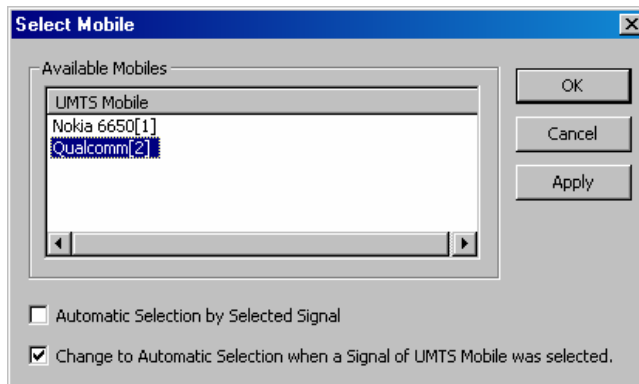 Select Mobile
Available Mobiles
UMTS Mobile
Nokia 6650[1]
Qualcomm[2]
OK
Cancel
Apply
Automatic Selection by Selected Signal
Change to Automatic Selection when a Signal of UMTS Mobile was selected.